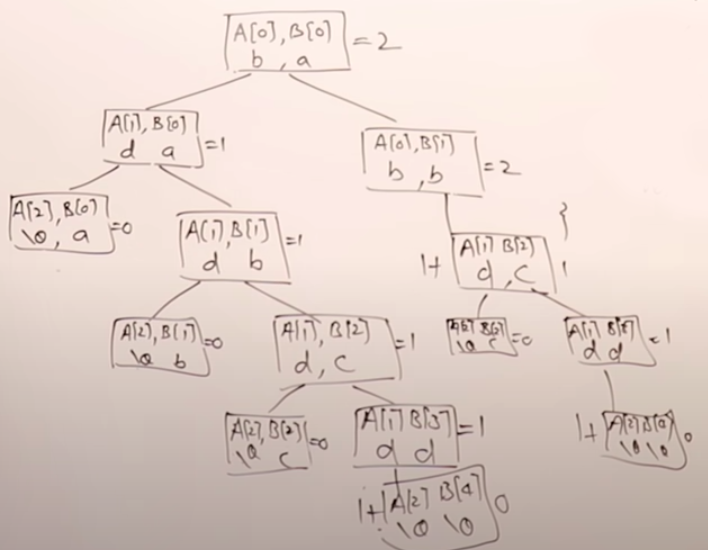 A[0], B[0] =2
b , a
A[1], B[0] =1
d a
A[0], B[1] =2
b , b
A[2], B[0] =0
\0, a
A[1], B[1] =1
d b
1+ A[1] B[2] 1
d , c
A[2], B[1] =0
\0 b
A[1], B[2] =1
d, c
A[2] B[2] =0
\0 c
A[1] B[3] =1
d d
A[2], B[2] =0
\0 c
A[1] B[3] =1
d d
1+ A[2] B[4] 0
\0 \0
1+ A[2] B[4] 0
\0 \0